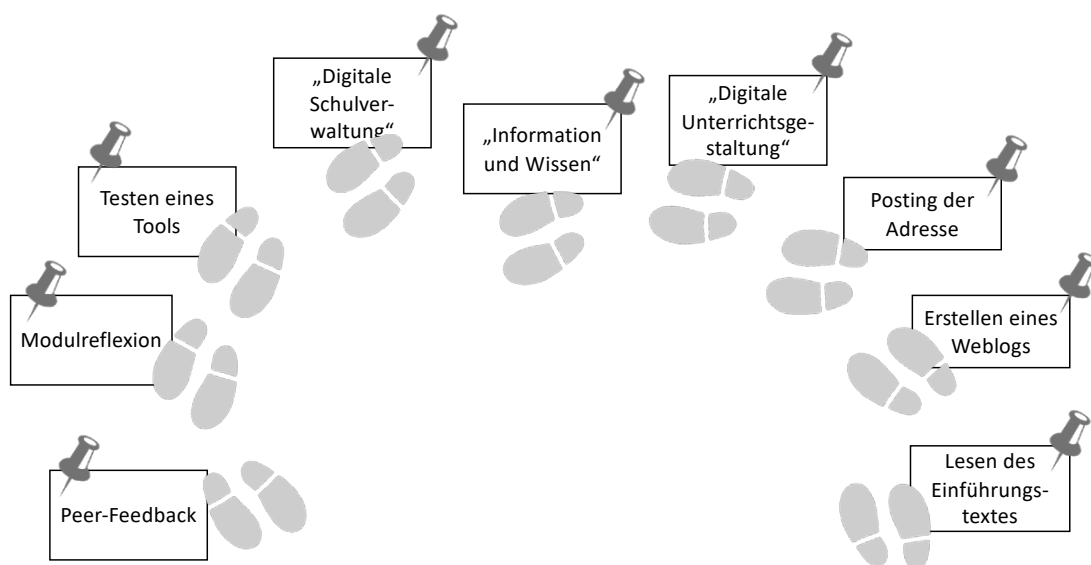 „Digitale
Schulver-
waltung“
„Information
und Wissen“
„Digitale
Unterrichtsge-
staltung“
Testen eines
Tools
Posting der
Adresse
Modulreflexion
Erstellen eines
Weblogs
Peer-Feedback
Lesen des
Einführungs-
textes